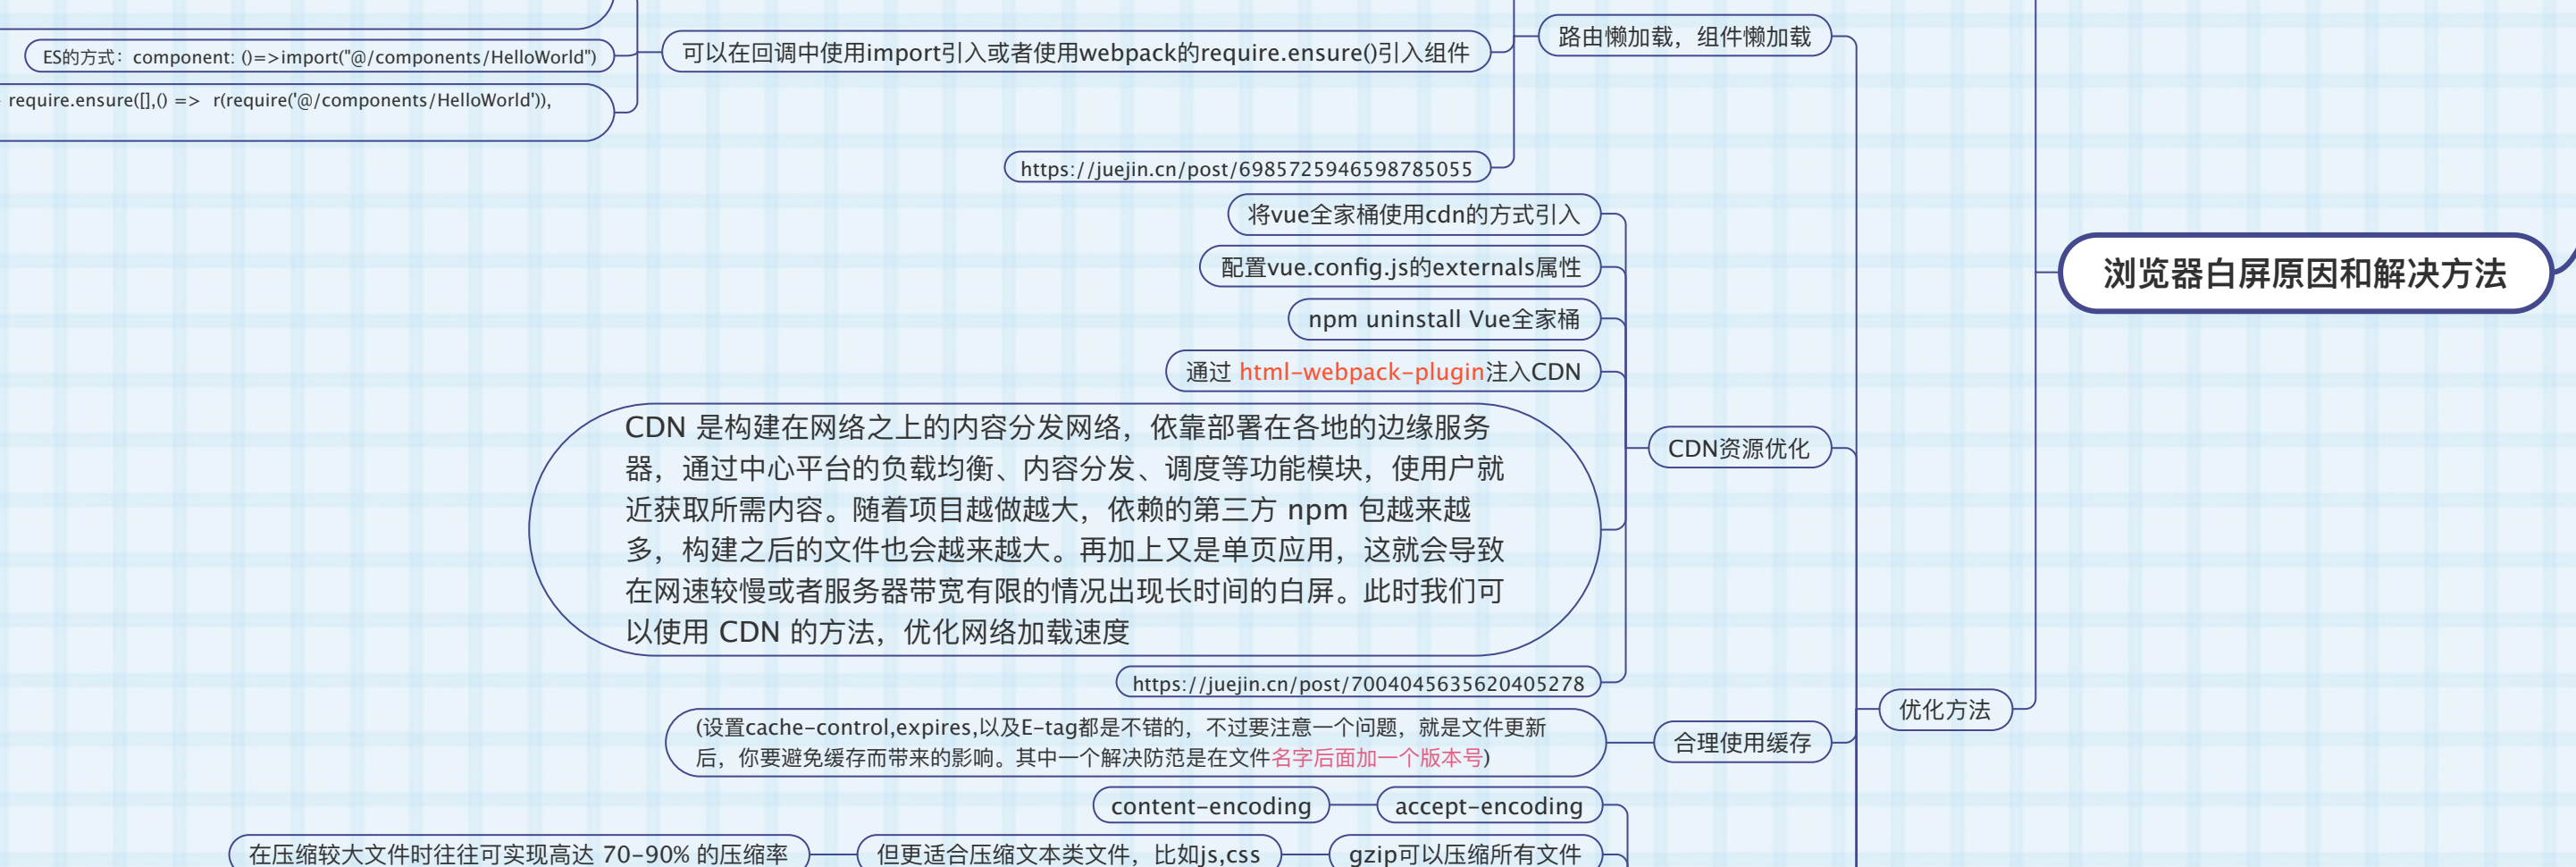 路由懒加载，组件懒加载
可以在回调中使用import引入或者使用webpack的require.ensure()引入组件
ES的方式：component: ()=>import("@/components/HelloWorld")
require.ensure([],() =>  r(require('@/components/HelloWorld')),
https://juejin.cn/post/6985725946598785055
将vue全家桶使用cdn的方式引入
配置vue.config.js的externals属性
浏览器白屏原因和解决方法
npm uninstall Vue全家桶
通过 html-webpack-plugin注入CDN
CDN 是构建在网络之上的内容分发网络，依靠部署在各地的边缘服务
器，通过中心平台的负载均衡、内容分发、调度等功能模块，使用户就
近获取所需内容。随着项目越做越大，依赖的第三方 npm 包越来越
多，构建之后的文件也会越来越大。再加上又是单页应用，这就会导致
在网速较慢或者服务器带宽有限的情况出现长时间的白屏。此时我们可
以使用 CDN 的方法，优化网络加载速度
CDN资源优化
https://juejin.cn/post/7004045635620405278
优化方法
(设置cache-control,expires,以及E-tag都是不错的，不过要注意一个问题，就是文件更新
后，你要避免缓存而带来的影响。其中一个解决防范是在文件名字后面加一个版本号)
合理使用缓存
content-encoding
accept-encoding
在压缩较大文件时往往可实现高达 70-90% 的压缩率
但更适合压缩文本类文件，比如js,css
gzip可以压缩所有文件